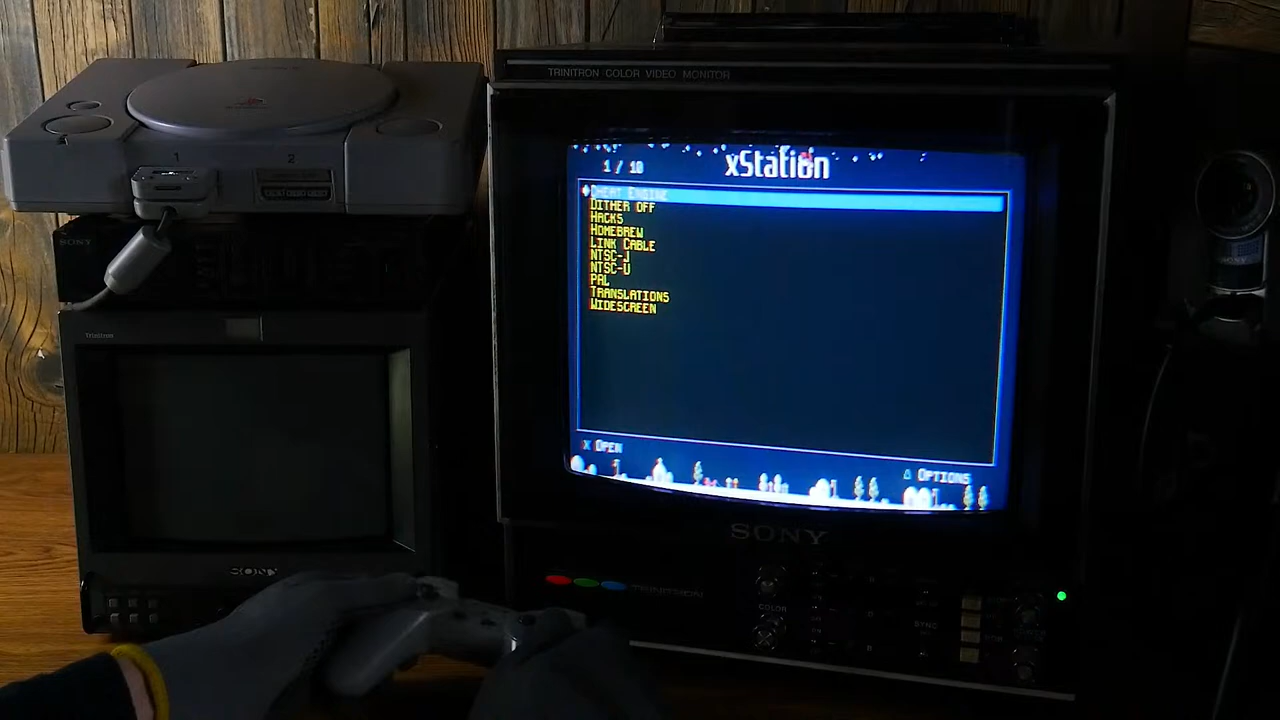 TRINITRON COLOR VIDEO MONITOR
1
2
SONY
Trinitron
SONY
1 / 10
xStation
CHEAT ENGINE
DITHER OFF
HACKS
HOMEBREW
LINK CABLE
NTSC-J
NTSC-U
PAL
TRANSLATIONS
WIDESCREEN
X OPEN
Δ OPTIONS
SONY
TRINITRON
COLOR
SYNC